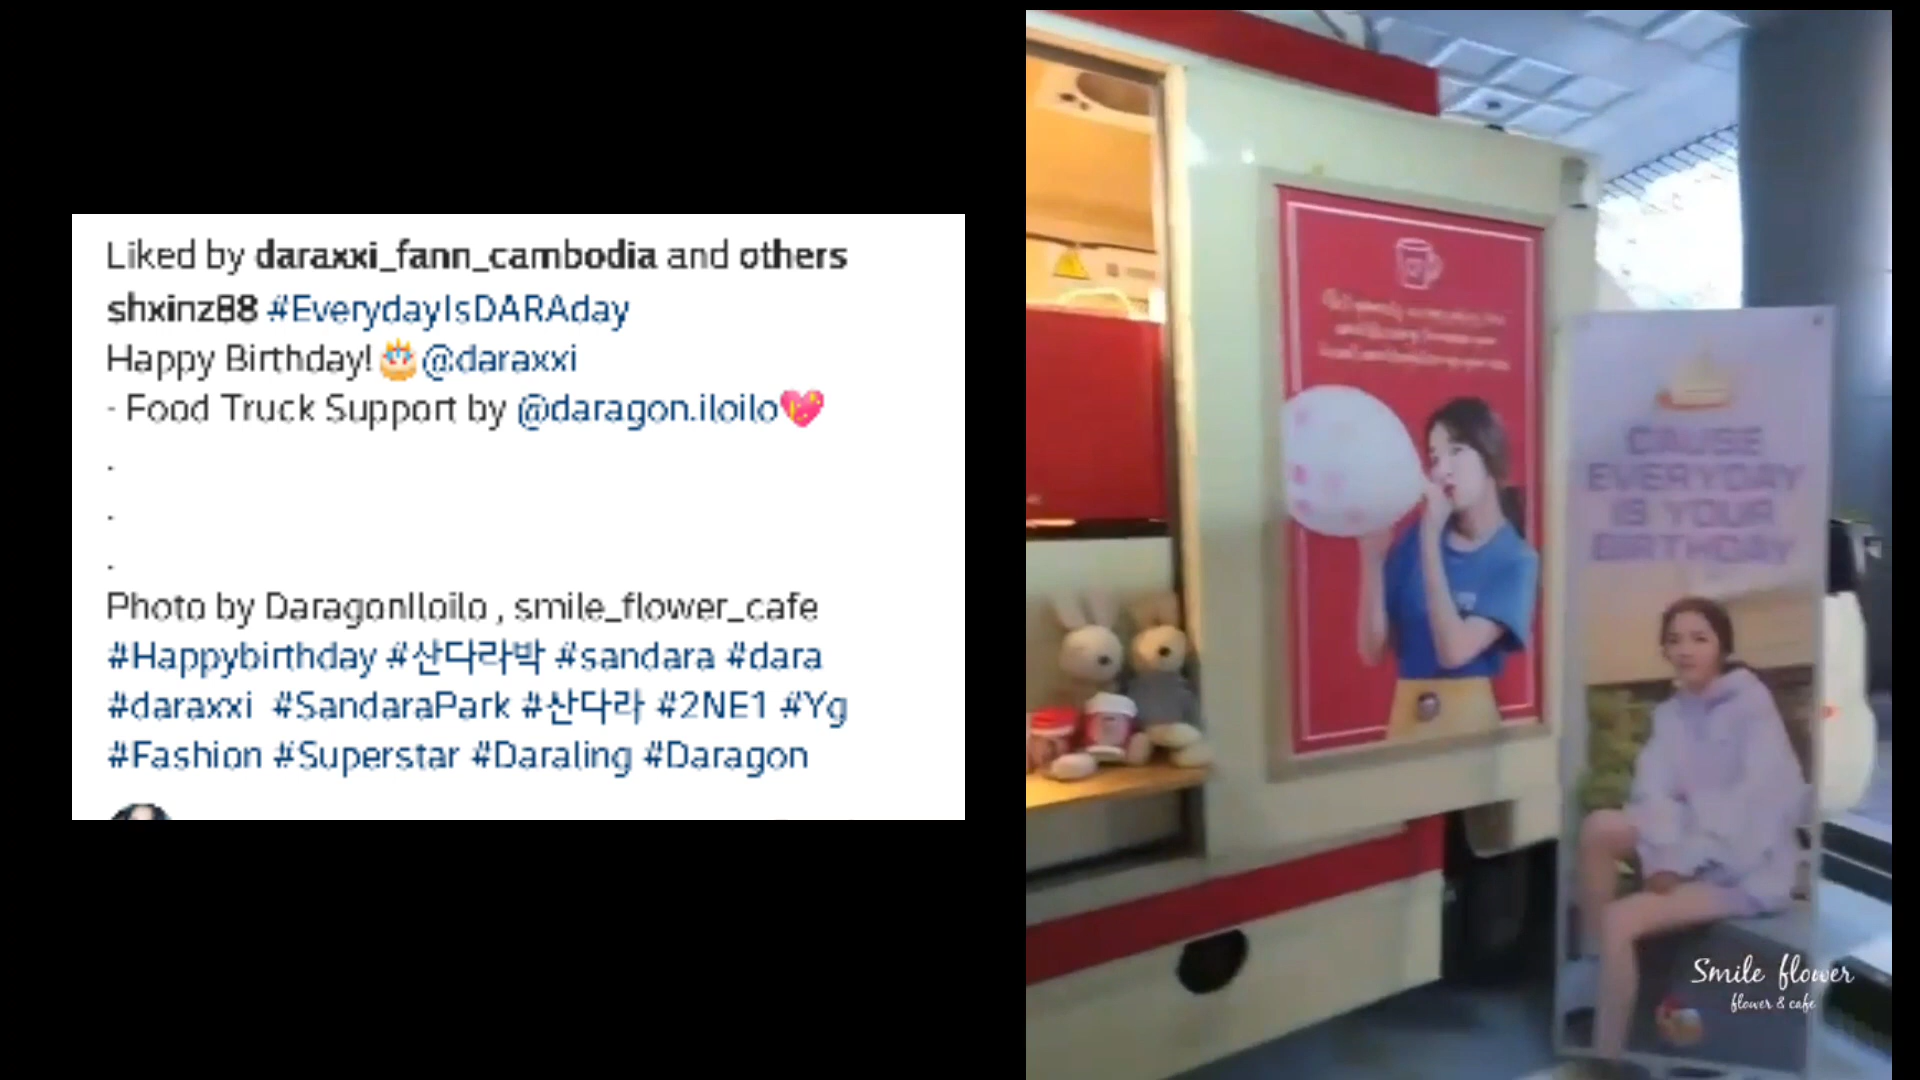 Liked by daraxxi_fann_cambodia and others
shxinz88 #EverydayIsDARAday
Happy Birthday!🎂@daraxxi
- Food Truck Support by @daragon.iloilo💖
.
.
.
Photo by DaragonIloilo , smile_flower_cafe
#Happybirthday #산다라박 #sandara #dara
#daraxxi #SandaraPark #산다라 #2NE1 #Yg
#Fashion #Superstar #Daraling #Daragon
CAUSE
EVERYDAY
IS YOUR
BIRTHDAY
Smile flower
flower & cafe